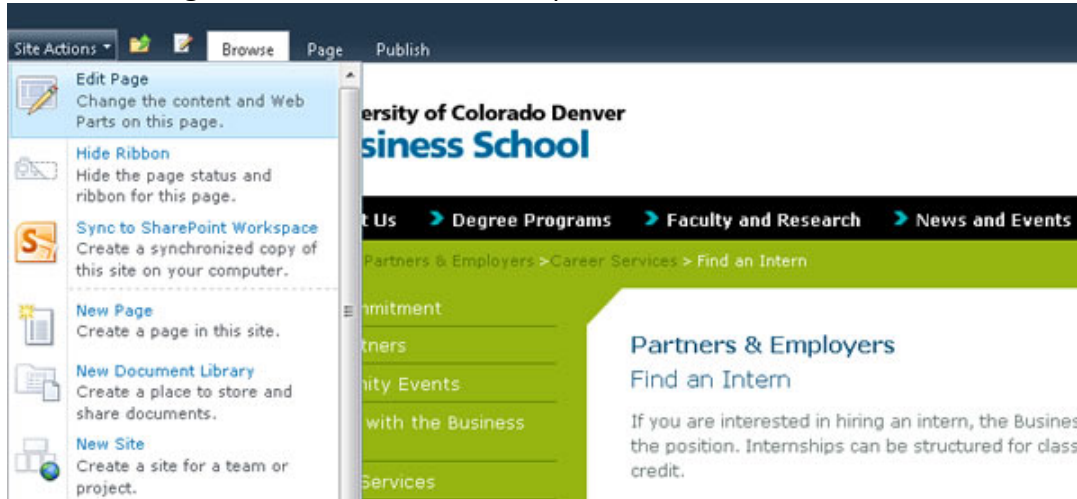 Site Actions Browse Page Publish
Edit Page
Change the content and Web
Parts on this page.
Hide Ribbon
Hide the page status and
ribbon for this page.
Sync to SharePoint Workspace
Create a synchronized copy of
this site on your computer.
New Page
Create a page in this site.
New Document Library
Create a place to store and
share documents.
New Site
Create a site for a team or
project.
ersity of Colorado Denver
siness School
t Us Degree Programs Faculty and Research News and Events
Partners & Employers >Career Services > Find an Intern
mmitment
tners
nity Events
with the Business
Services
Partners & Employers
Find an Intern
If you are interested in hiring an intern, the Busines
the position. Internships can be structured for class
credit.